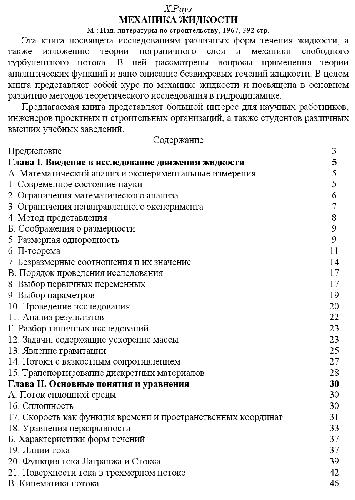 Х.Рауз
МЕХАНИКА ЖИДКОСТИ
М.: Изд. литературы по строительству, 1967, 392 стр.
Эта книга посвящена исследованиям различных форм течения жидкости, а
также изложению теории пограничного слоя и механики свободного
турбулентного потока. В ней рассмотрены вопросы применения теории
аналитических функций и дано описание безвихревых течений жидкости. В целом
книга представляет собой курс по механике жидкости и посвящена в основном
развитию методов теоретического исследования в гидродинамике.
Предлагаемая книга представляет большой интерес для научных работников,
инженеров проектных и строительных организаций, а также студентов различных
высших учебных заведений.
Содержание
Предисловие 3
Глава I. Введение в исследование движения жидкости 5
А. Математический анализ и экспериментальные измерения 5
1. Современное состояние науки 5
2. Ограничения математического анализа 6
3. Ограничения ненаправленного эксперимента 7
4. Метод представления 8
Б. Соображения о размерности 9
5. Размерная однородность 9
6. П-теорема 11
7. Безразмерные соотношения и их значение 14
В. Порядок проведения исследования 17
8. Выбор первичных переменных 17
9. Выбор параметров 19
10. Проведение исследования 20
11. Анализ результатов 22
Г. Разбор типичных исследований 23
12. Задачи, содержащие ускорение массы 23
13. Явление гравитации 25
14. Потоки с вязкостным сопротивлением 27
15. Транспортирование дискретных материалов 28
Глава II. Основные понятия и уравнения 30
А. Поток сплошной среды 30
16. Сплошность 30
17. Скорость как функция времени и пространственных координат 31
18. Уравнения неразрывности 33
Б. Характеристики форм течений 37
19. Линии тока 37
20. Функции тока Лагранжа и Стокса 39
21. Поверхности тока в трехмерном потоке 42
В. Кинематика потока 45